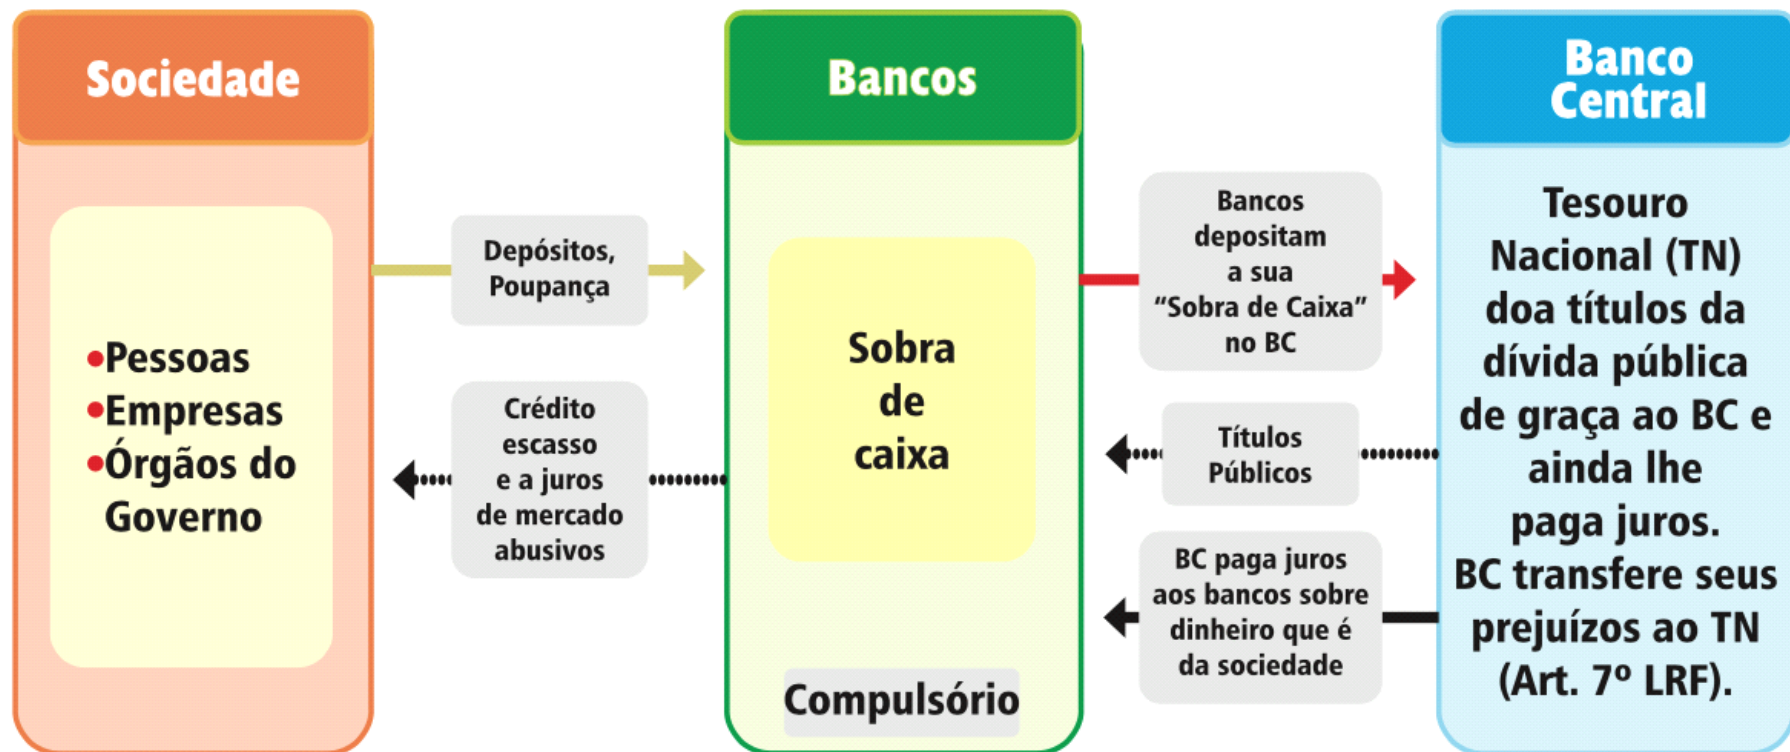 Sociedade
•Pessoas
•Empresas
•Órgãos do
Governo
Depósitos,
Poupança
Crédito
escasso
e a juros
de mercado
abusivos
Bancos
Sobra
de
caixa
Compulsório
Bancos
depositam
a sua
“Sobra de Caixa”
no BC
Títulos
Públicos
BC paga juros
aos bancos sobre
dinheiro que é
da sociedade
Banco
Central
Tesouro
Nacional (TN)
doa títulos da
dívida pública
de graça ao BC e
ainda lhe
paga juros.
BC transfere seus
prejuízos ao TN
(Art. 7º LRF).